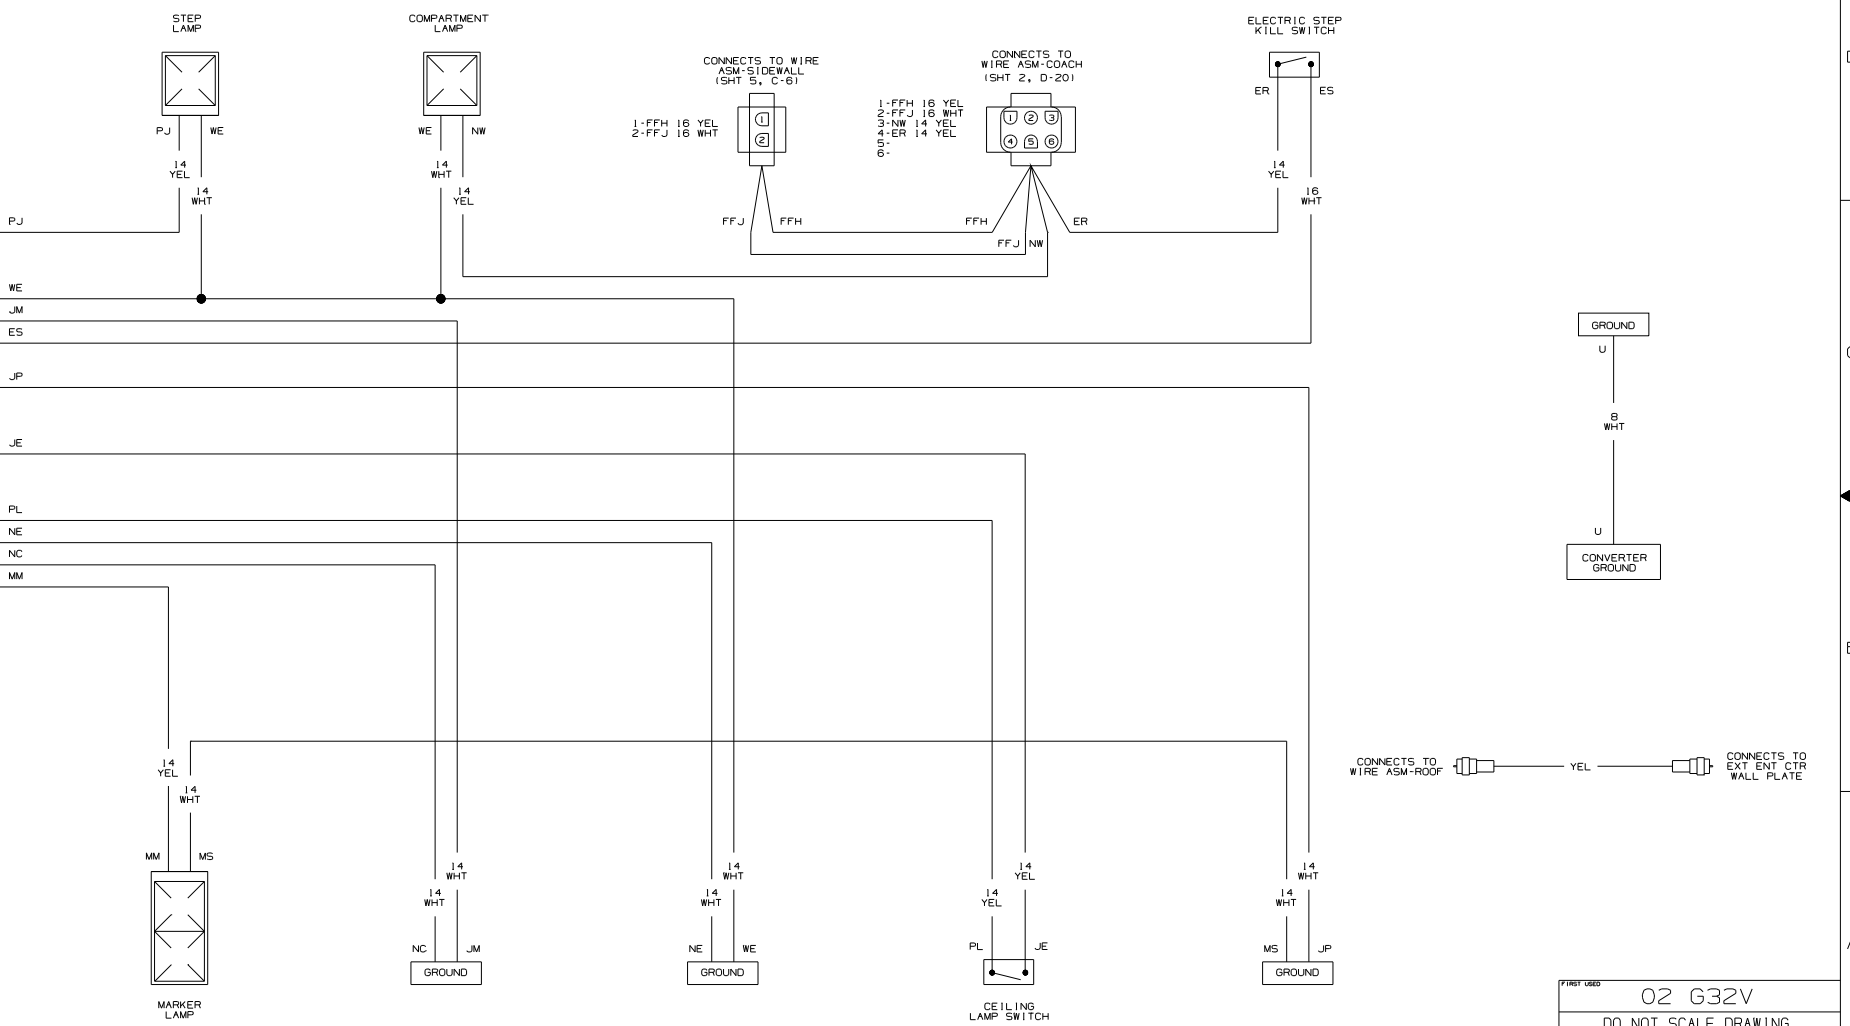 STEP
LAMP
COMPARTMENT
LAMP
CONNECTS TO WIRE
ASM-SIDEWALL
(SHT 5, C-6)
CONNECTS TO
WIRE ASM-COACH
(SHT 2, D-20)
ELECTRIC STEP
KILL SWITCH
1-FFH 16 YEL
2-FFJ 16 WHT
1
2
1-FFH 16 YEL
2-FFJ 16 WHT
3-NW 14 YEL
4-ER 14 YEL
5-
6-
1 2 3
4 5 6
ER ES
PJ WE
WE NW
14
YEL
14
WHT
14
WHT
14
YEL
14
YEL
16
WHT
PJ
FFJ FFH
FFH ER
FFJ NW
WE
JM
ES
JP
JE
PL
NE
NC
MM
GROUND
U
8
WHT
U
CONVERTER
GROUND
14
YEL
14
WHT
MM MS
MARKER
LAMP
14
WHT
14
WHT
NC JM
GROUND
14
WHT
14
WHT
NE WE
GROUND
14
YEL
14
YEL
PL JE
CEILING
LAMP SWITCH
14
WHT
14
WHT
MS JP
GROUND
CONNECTS TO
WIRE ASM-ROOF
YEL
CONNECTS TO
EXT ENT CTR
WALL PLATE
FIRST USED
02 G32V
DO NOT SCALE DRAWING